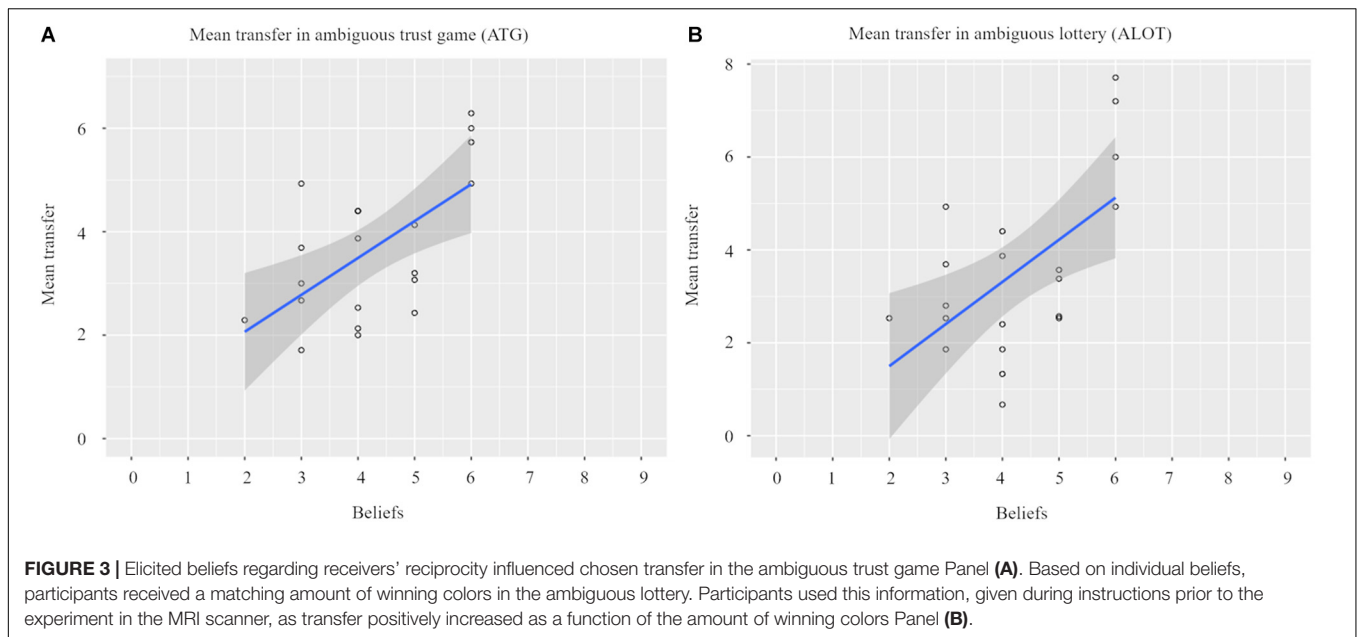 A
Mean transfer in ambiguous trust game (ATG)
Mean transfer
6
4
2
0
0 1 2 3 4 5 6 7 8 9
Beliefs
B
Mean transfer in ambiguous lottery (ALOT)
Mean transfer
8
6
4
2
0
0 1 2 3 4 5 6 7 8 9
Beliefs
FIGURE 3 | Elicited beliefs regarding receivers' reciprocity influenced chosen transfer in the ambiguous trust game Panel (A). Based on individual beliefs,
participants received a matching amount of winning colors in the ambiguous lottery. Participants used this information, given during instructions prior to the
experiment in the MRI scanner, as transfer positively increased as a function of the amount of winning colors Panel (B).